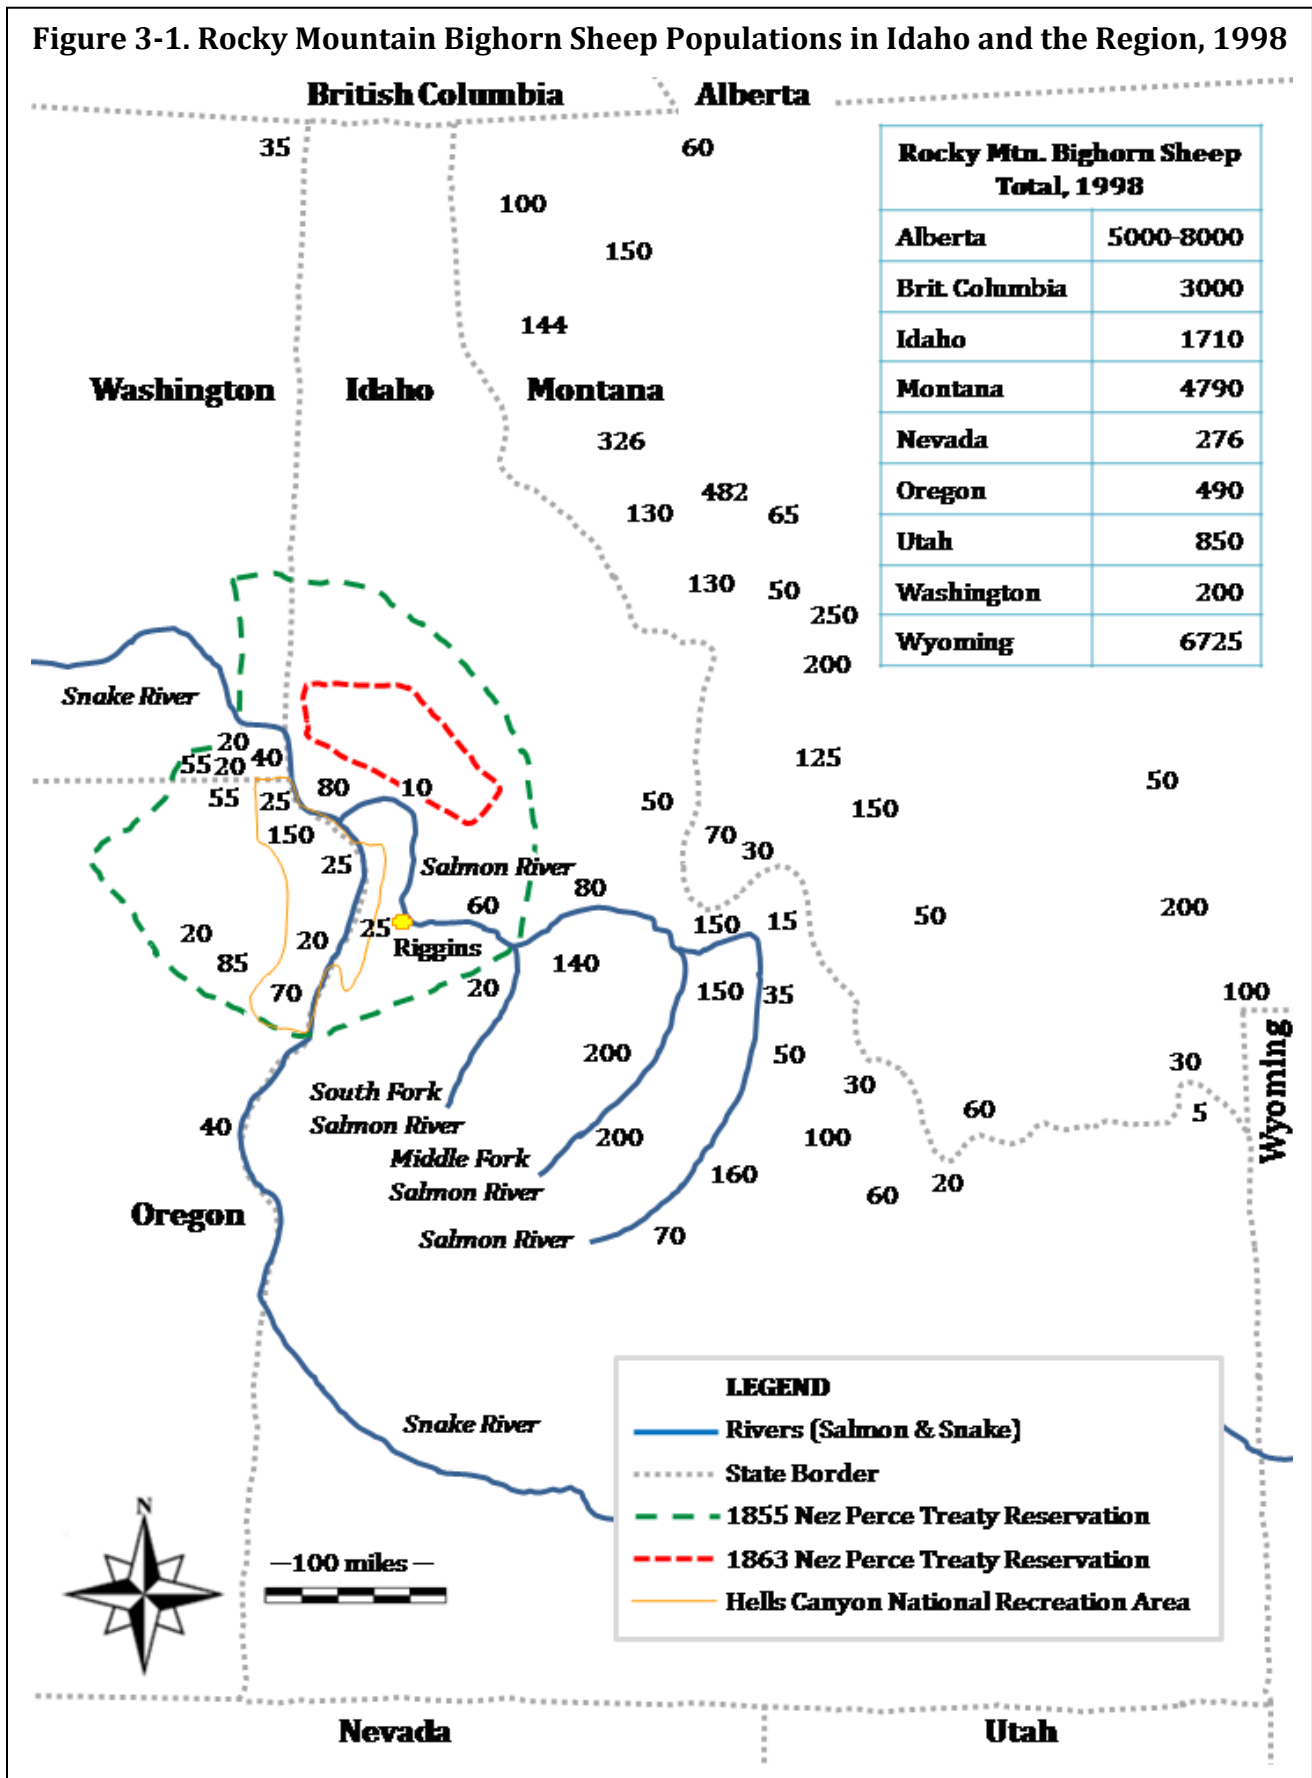 Figure 3-1. Rocky Mountain Bighorn Sheep Populations in Idaho and the Region, 1998
British Columbia
Alberta
35
60
100
150
144
Washington
Idaho
Montana
326
482
130
65
130
50
250
200
Rocky Mtn. Bighorn Sheep
Total, 1998
Alberta 5000-8000
Brit. Columbia 3000
Idaho 1710
Montana 4790
Nevada 276
Oregon 490
Utah 850
Washington 200
Wyoming 6725
Snake River
20
40
55 20
55
25
80
10
150
25
125
50
50
150
70
30
Salmon River
80
60
150
15
50
200
20
20
25
Riggins
85
140
70
20
150
35
100
200
50
30
30
Wyoming
South Fork
Salmon River
60
5
40
200
100
Middle Fork
Salmon River
160
60
20
Oregon
Salmon River
70
Snake River
LEGEND
Rivers (Salmon & Snake)
State Border
1855 Nez Perce Treaty Reservation
1863 Nez Perce Treaty Reservation
Hells Canyon National Recreation Area
N
—100 miles —
Nevada
Utah